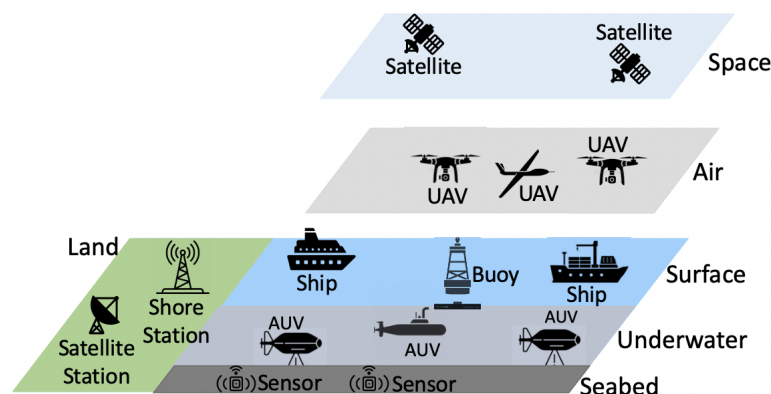 Satellite
Satellite
Space
UAV
UAV
UAV
Air
Land
Shore
Station
Satellite
Station
Ship
Buoy
Ship
Surface
AUV
AUV
AUV
Underwater
Sensor
Sensor
Seabed